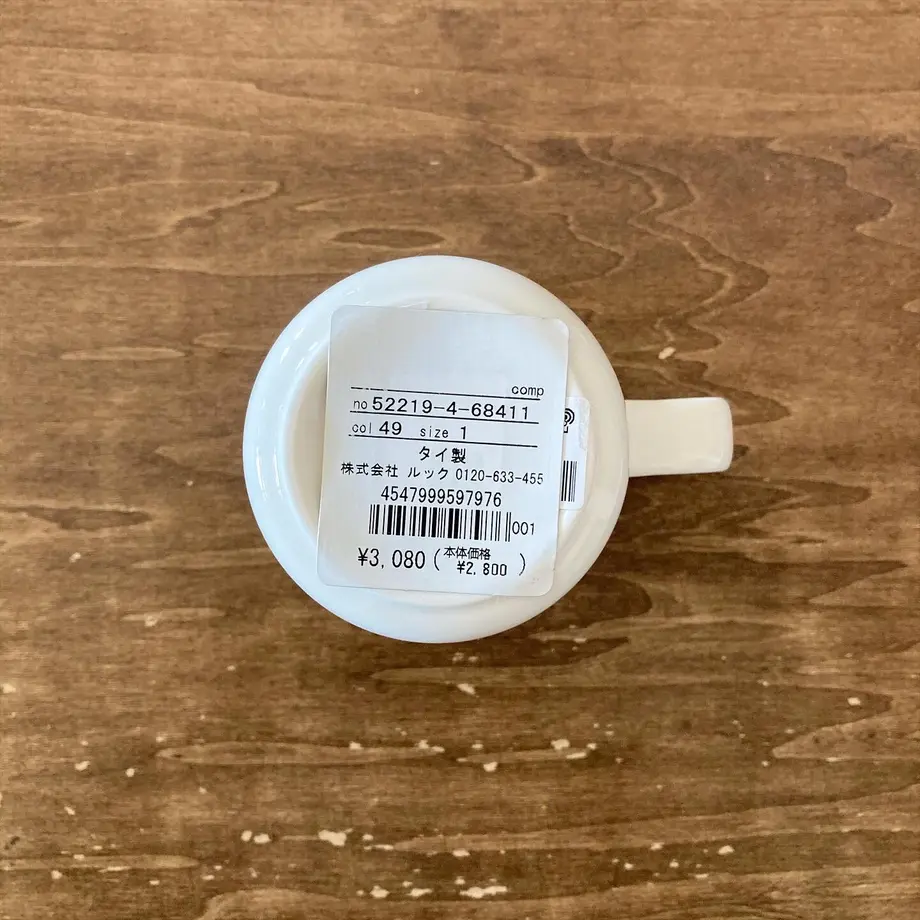 comp
no 52219-4-68411
col 49 size 1
タイ製
株式会社 ルック 0120-633-455
4547999597976
001
¥3,080 (本体価格 ¥2,800)